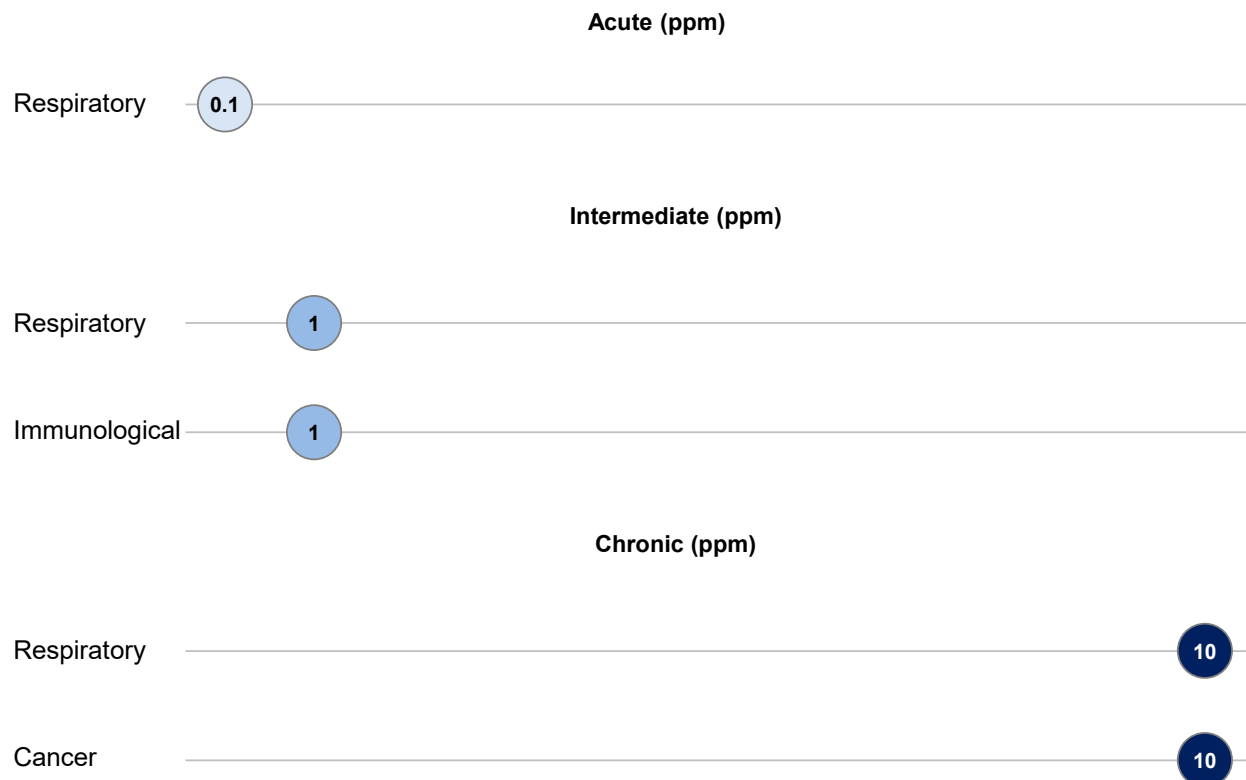 Acute (ppm)
Respiratory 0.1
Intermediate (ppm)
Respiratory 1
Immunological 1
Chronic (ppm)
Respiratory 10
Cancer 10